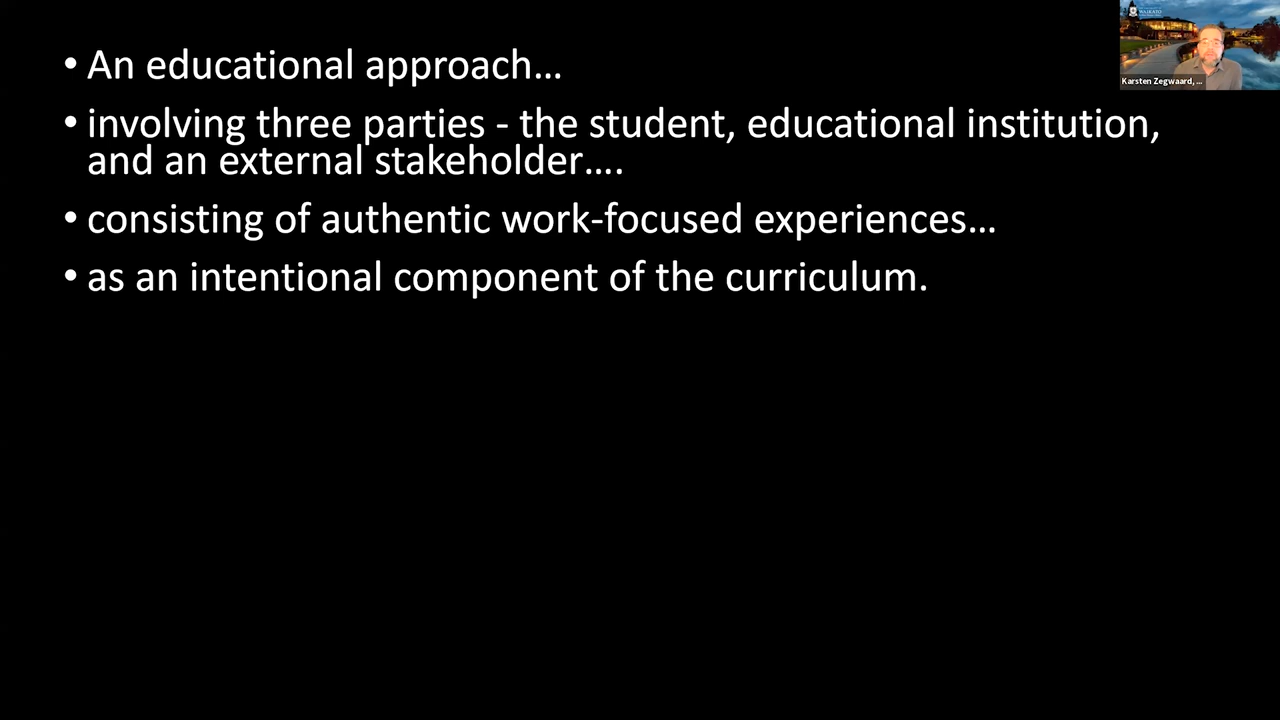 • An educational approach…
• involving three parties - the student, educational institution,
and an external stakeholder….
• consisting of authentic work-focused experiences…
• as an intentional component of the curriculum.
WAIKATO
Karsten Zegwaard, ...